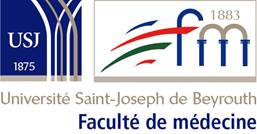 USJ
1875
1883
fm
Université Saint-Joseph de Beyrouth
Faculté de médecine